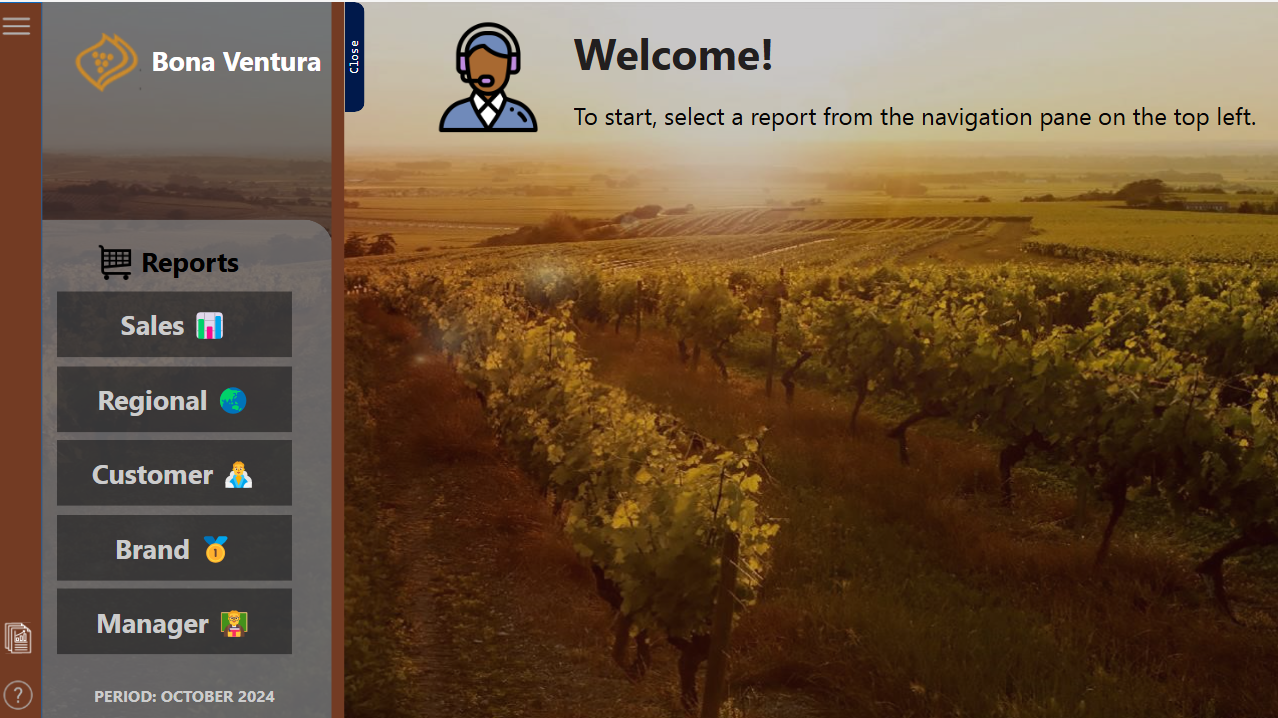 Bona Ventura
Close
Welcome!
To start, select a report from the navigation pane on the top left.
Reports
Sales
Regional
Customer
Brand
1
Manager
PERIOD: OCTOBER 2024
?